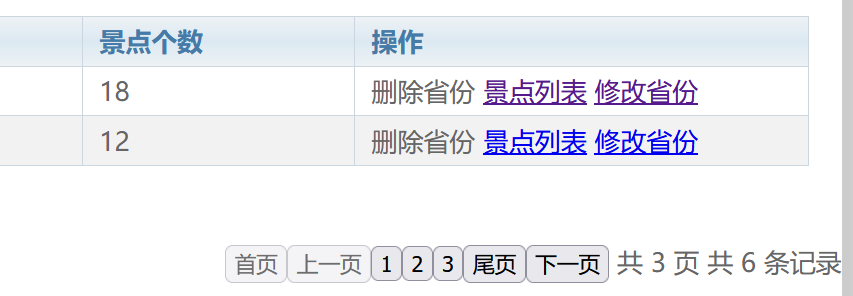 景点个数 操作
18 删除省份 景点列表 修改省份
12 删除省份 景点列表 修改省份
首页 上一页 1 2 3 尾页 下一页 共 3 页 共 6 条记录